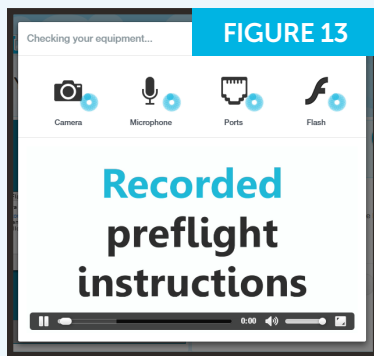 FIGURE 13
Checking your equipment...
Camera Microphone Ports Flash
Recorded
preflight
instructions
0:00